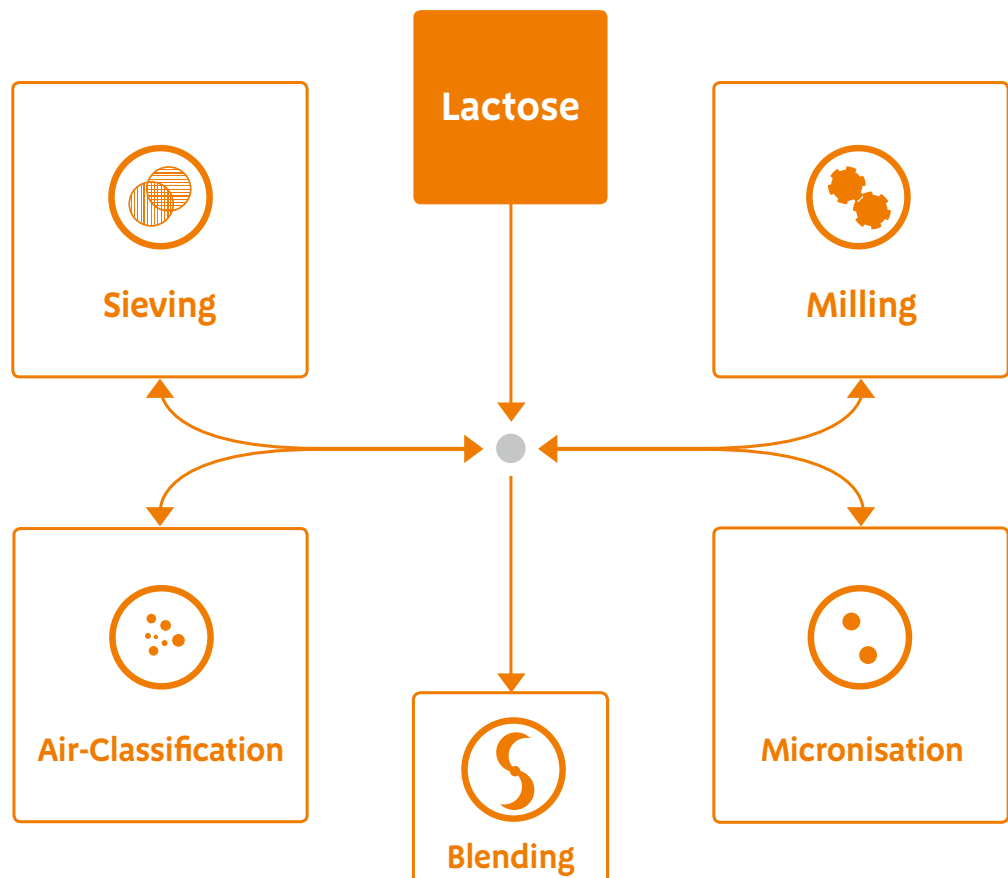 Lactose
Sieving
Milling
Air-Classification
Micronisation
Blending